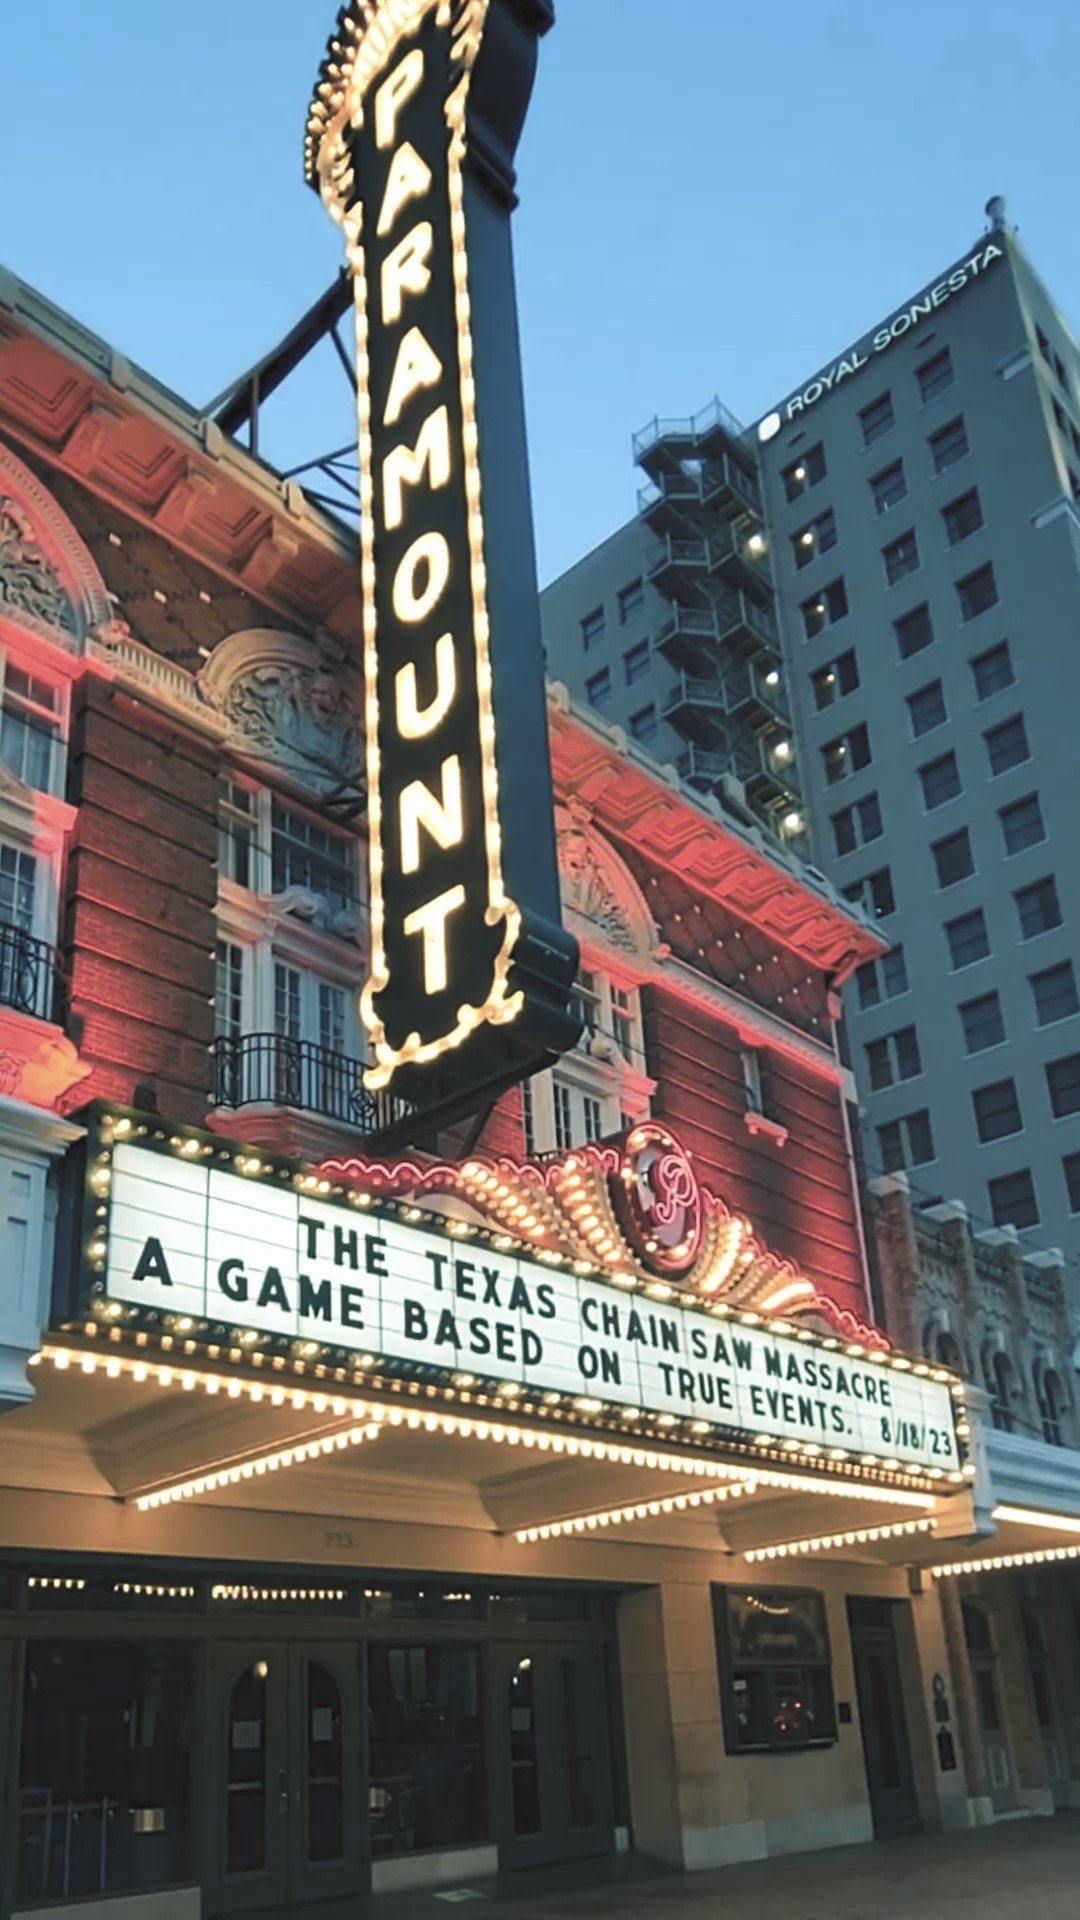 PARAMOUNT
ROYAL SONESTA
P
THE TEXAS CHAIN SAW MASSACRE
A GAME BASED ON TRUE EVENTS. 8/18/23
713